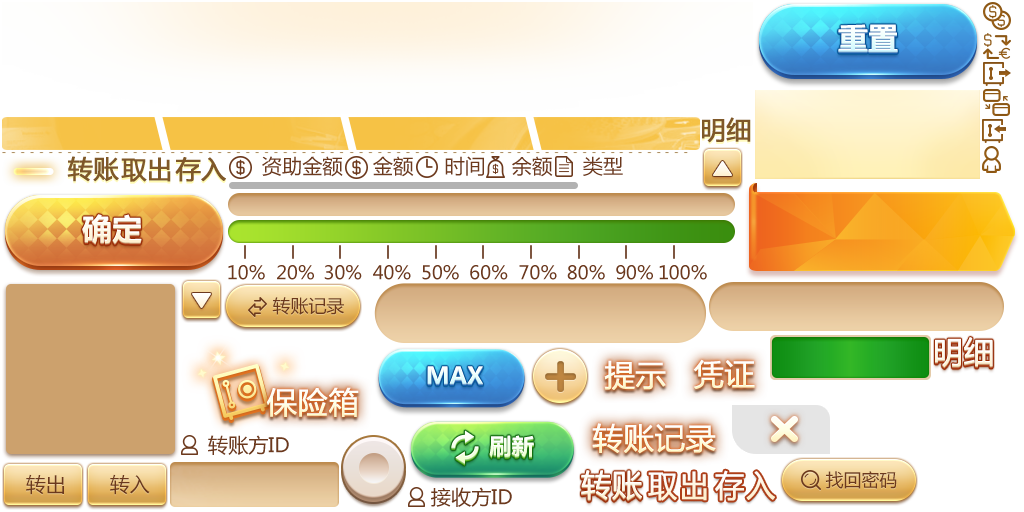 重置
明细
转账 取出 存入
资助金额 金额 时间 余额 类型
确定
10% 20% 30% 40% 50% 60% 70% 80% 90% 100%
转账记录
明细
MAX
提示 凭证
保险箱
转账方ID
刷新
转账记录
转出 转入
接收方ID
转账 取出 存入
找回密码